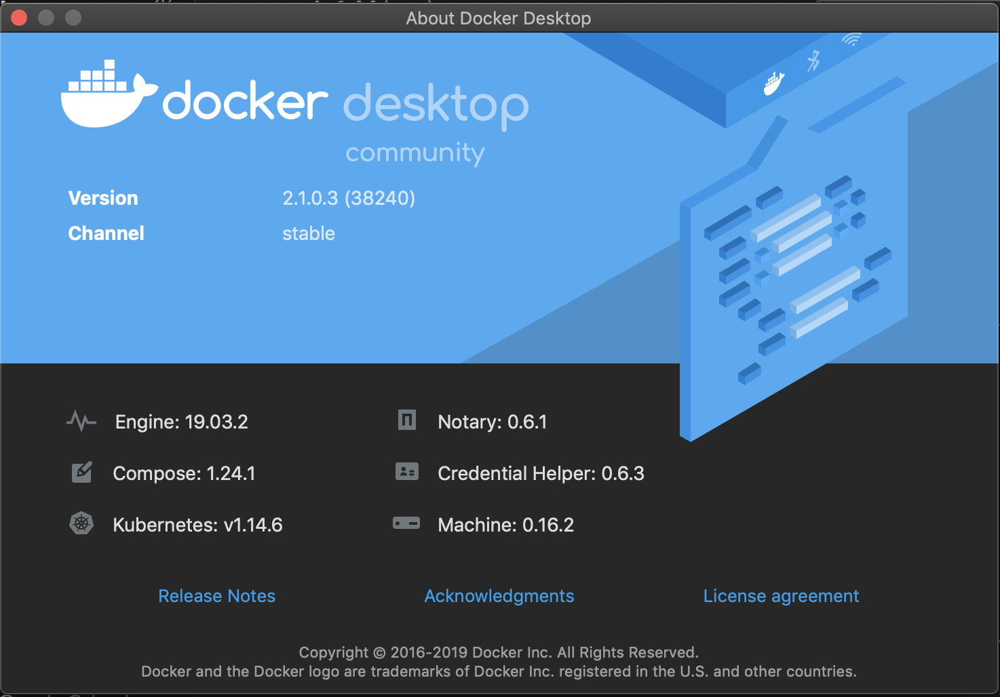 About Docker Desktop
docker desktop
community
Version 2.1.0.3 (38240)
Channel stable
Engine: 19.03.2 Notary: 0.6.1
Compose: 1.24.1 Credential Helper: 0.6.3
Kubernetes: v1.14.6 Machine: 0.16.2
Release Notes Acknowledgments License agreement
Copyright © 2016-2019 Docker Inc. All Rights Reserved.
Docker and the Docker logo are trademarks of Docker Inc. registered in the U.S. and other countries.